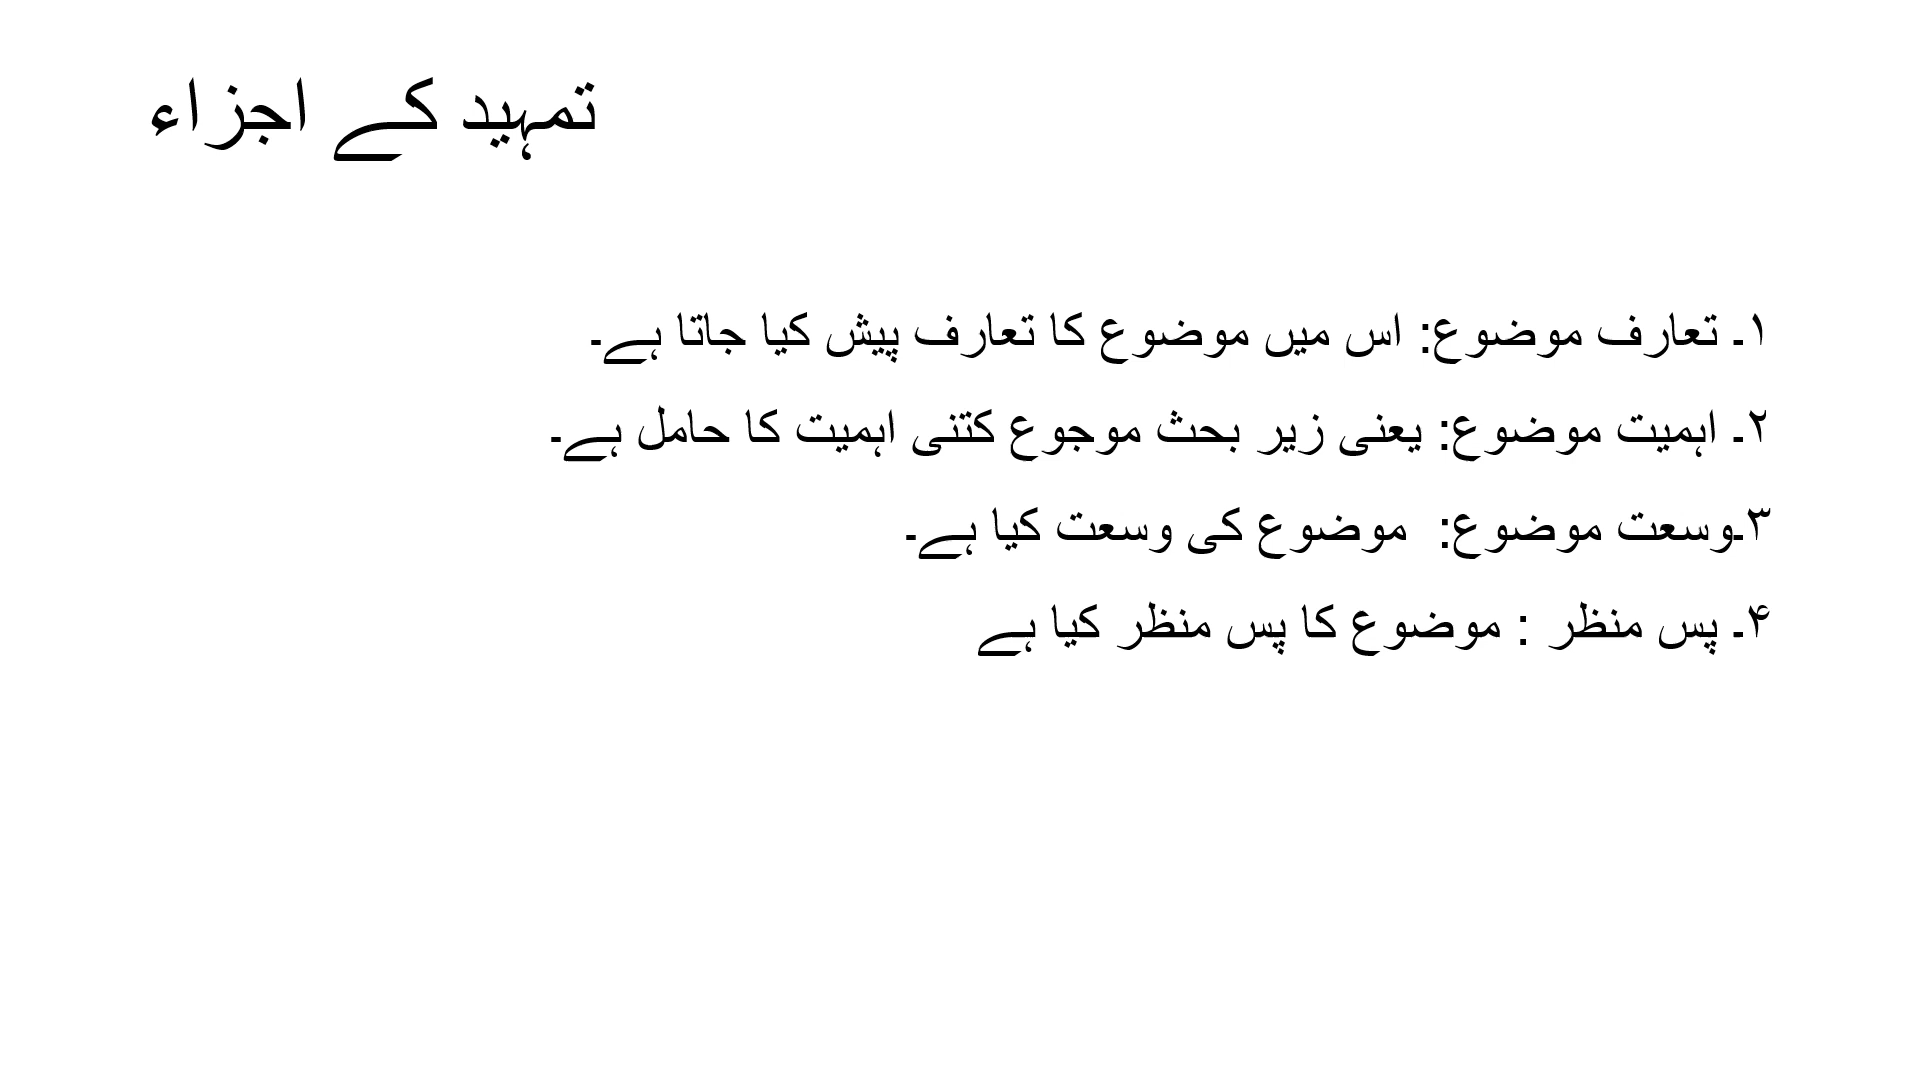 تمہید کے اجزاء
۱۔ تعارف موضوع: اس میں موضوع کا تعارف پیش کیا جاتا ہے۔
۲۔ اہمیت موضوع: یعنی زیر بحث موجوع کتنی اہمیت کا حامل ہے۔
۳۔وسعت موضوع:  موضوع کی وسعت کیا ہے۔
۴۔ پس منظر : موضوع کا پس منظر کیا ہے